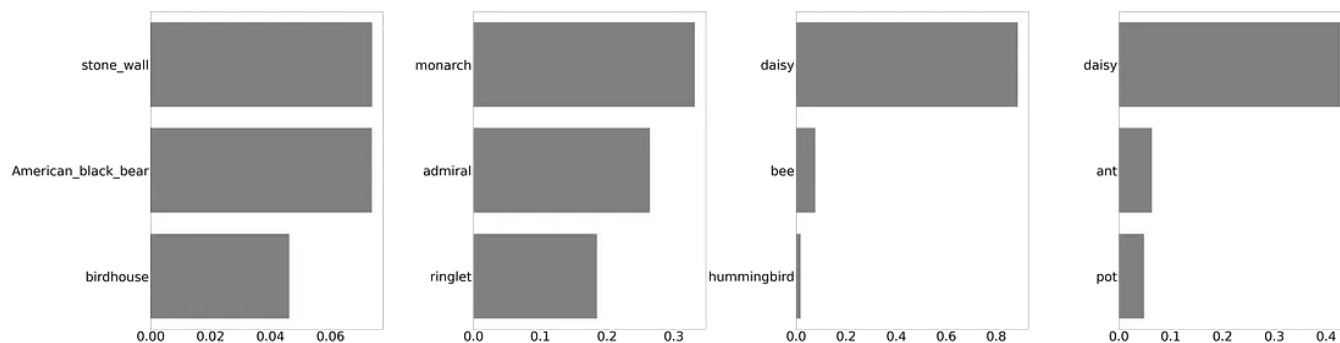 stone_wall
American_black_bear
birdhouse
0.00 0.02 0.04 0.06
monarch
admiral
ringlet
0.0 0.1 0.2 0.3
daisy
bee
hummingbird
0.0 0.2 0.4 0.6 0.8
daisy
ant
pot
0.0 0.1 0.2 0.3 0.4